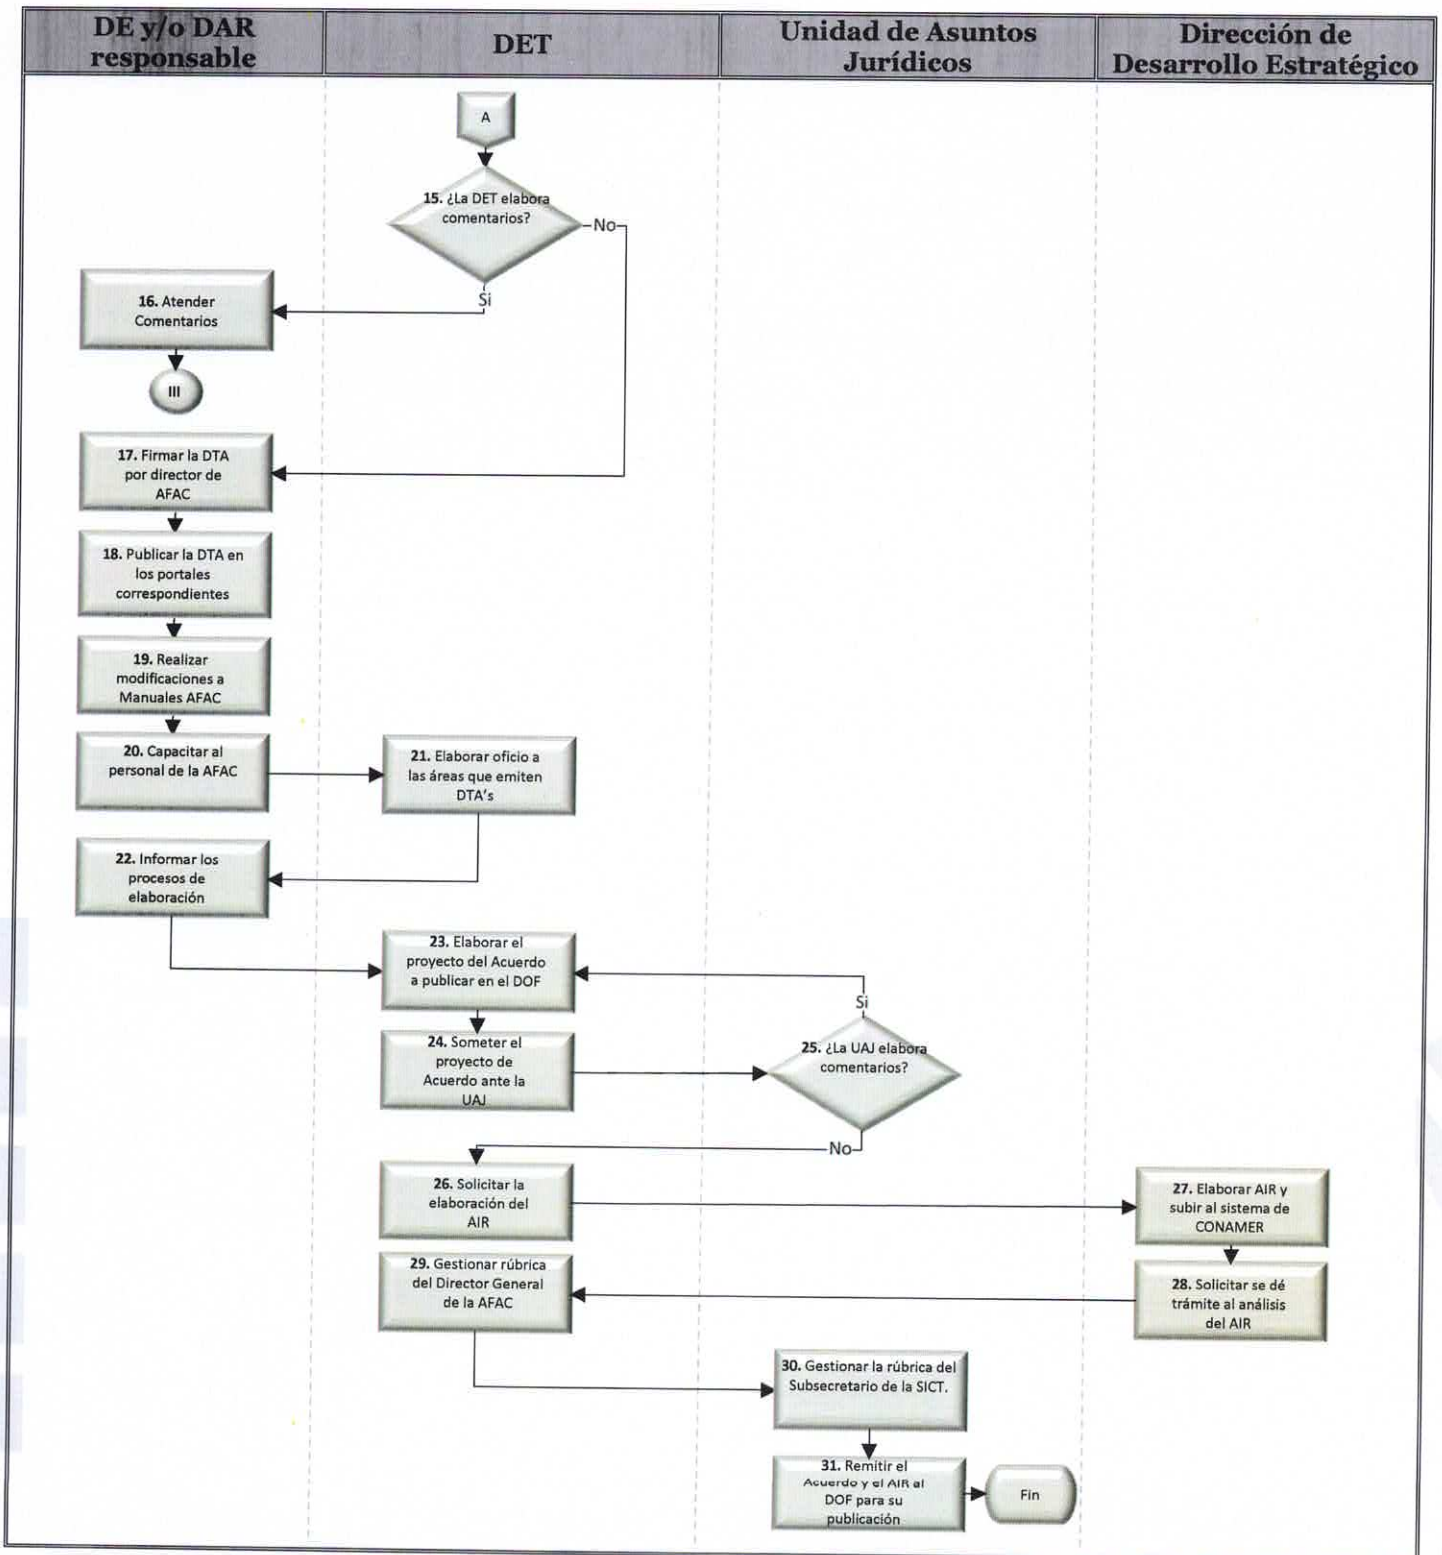 DE y/o DAR
responsable
DET
Unidad de Asuntos
Jurídicos
Dirección de
Desarrollo Estratégico
A
15. ¿La DET elabora
comentarios?
No
Si
16. Atender
Comentarios
III
17. Firmar la DTA
por director de
AFAC
18. Publicar la DTA en
los portales
correspondientes
19. Realizar
modificaciones a
Manuales AFAC
20. Capacitar al
personal de la AFAC
21. Elaborar oficio a
las áreas que emiten
DTA's
22. Informar los
procesos de
elaboración
23. Elaborar el
proyecto del Acuerdo
a publicar en el DOF
Si
24. Someter el
proyecto de
Acuerdo ante la
UAJ
25. ¿La UAJ elabora
comentarios?
No
26. Solicitar la
elaboración del
AIR
27. Elaborar AIR y
subir al sistema de
CONAMER
28. Solicitar se dé
trámite al análisis
del AIR
29. Gestionar rúbrica
del Director General
de la AFAC
30. Gestionar la rúbrica del
Subsecretario de la SICT.
31. Remitir el
Acuerdo y el AIR al
DOF para su
publicación
Fin